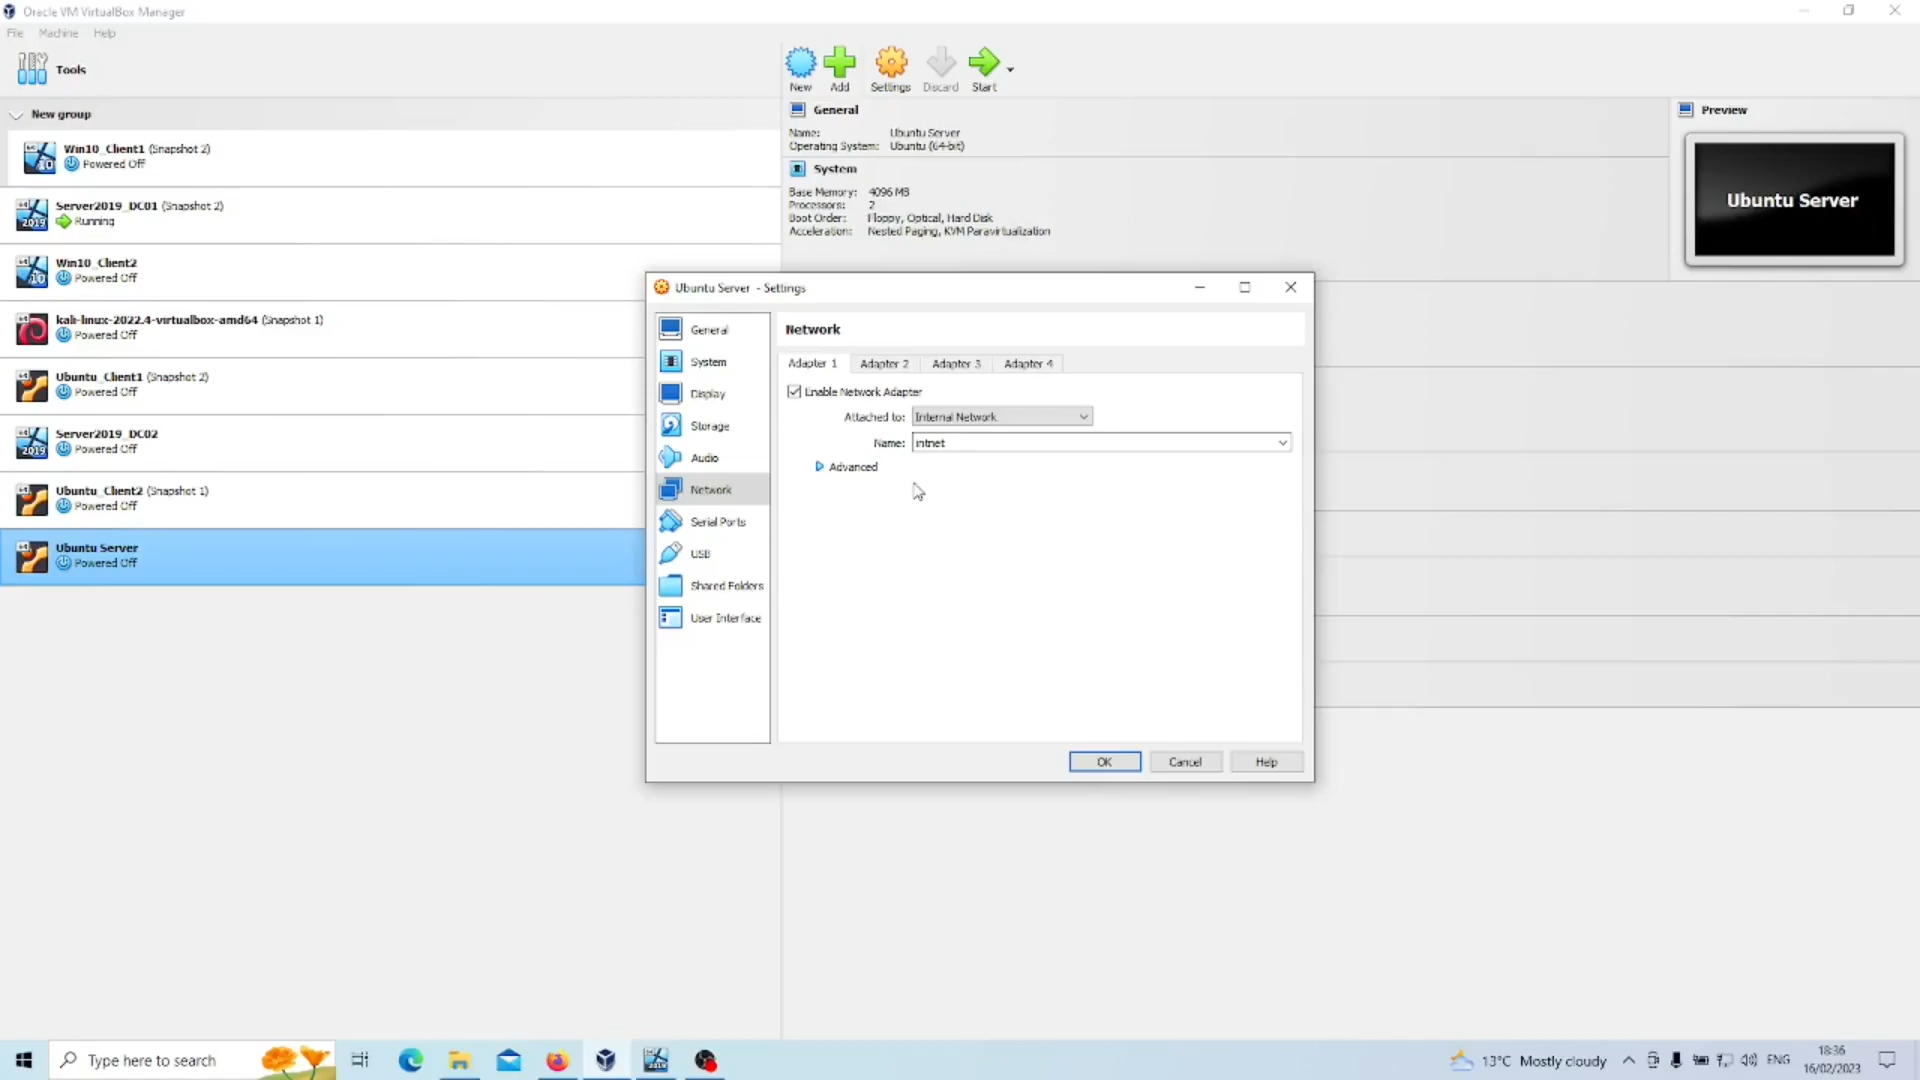 Oracle VM VirtualBox Manager
File Machine Help
Tools
New Add Settings Discard Start
New group
Win10_Client1 (Snapshot 2)
Powered Off
Server2019_DC01 (Snapshot 2)
Running
Win10_Client2
Powered Off
kali-linux-2022.4-virtualbox-amd64 (Snapshot 1)
Powered Off
Ubuntu_Client1 (Snapshot 2)
Powered Off
Server2019_DC02
Powered Off
Ubuntu_Client2 (Snapshot 1)
Powered Off
Ubuntu Server
Powered Off
General
Name: Ubuntu Server
Operating System: Ubuntu (64-bit)
System
Base Memory: 4096 MB
Processors: 2
Boot Order: Floppy, Optical, Hard Disk
Acceleration: Nested Paging, KVM Paravirtualization
Preview
Ubuntu Server
Ubuntu Server - Settings
General
System
Display
Storage
Audio
Network
Serial Ports
USB
Shared Folders
User Interface
Network
Adapter 1 Adapter 2 Adapter 3 Adapter 4
Enable Network Adapter
Attached to: Internal Network
Name: intnet
Advanced
OK Cancel Help
Type here to search
13°C Mostly cloudy
ENG
18:36
16/02/2023